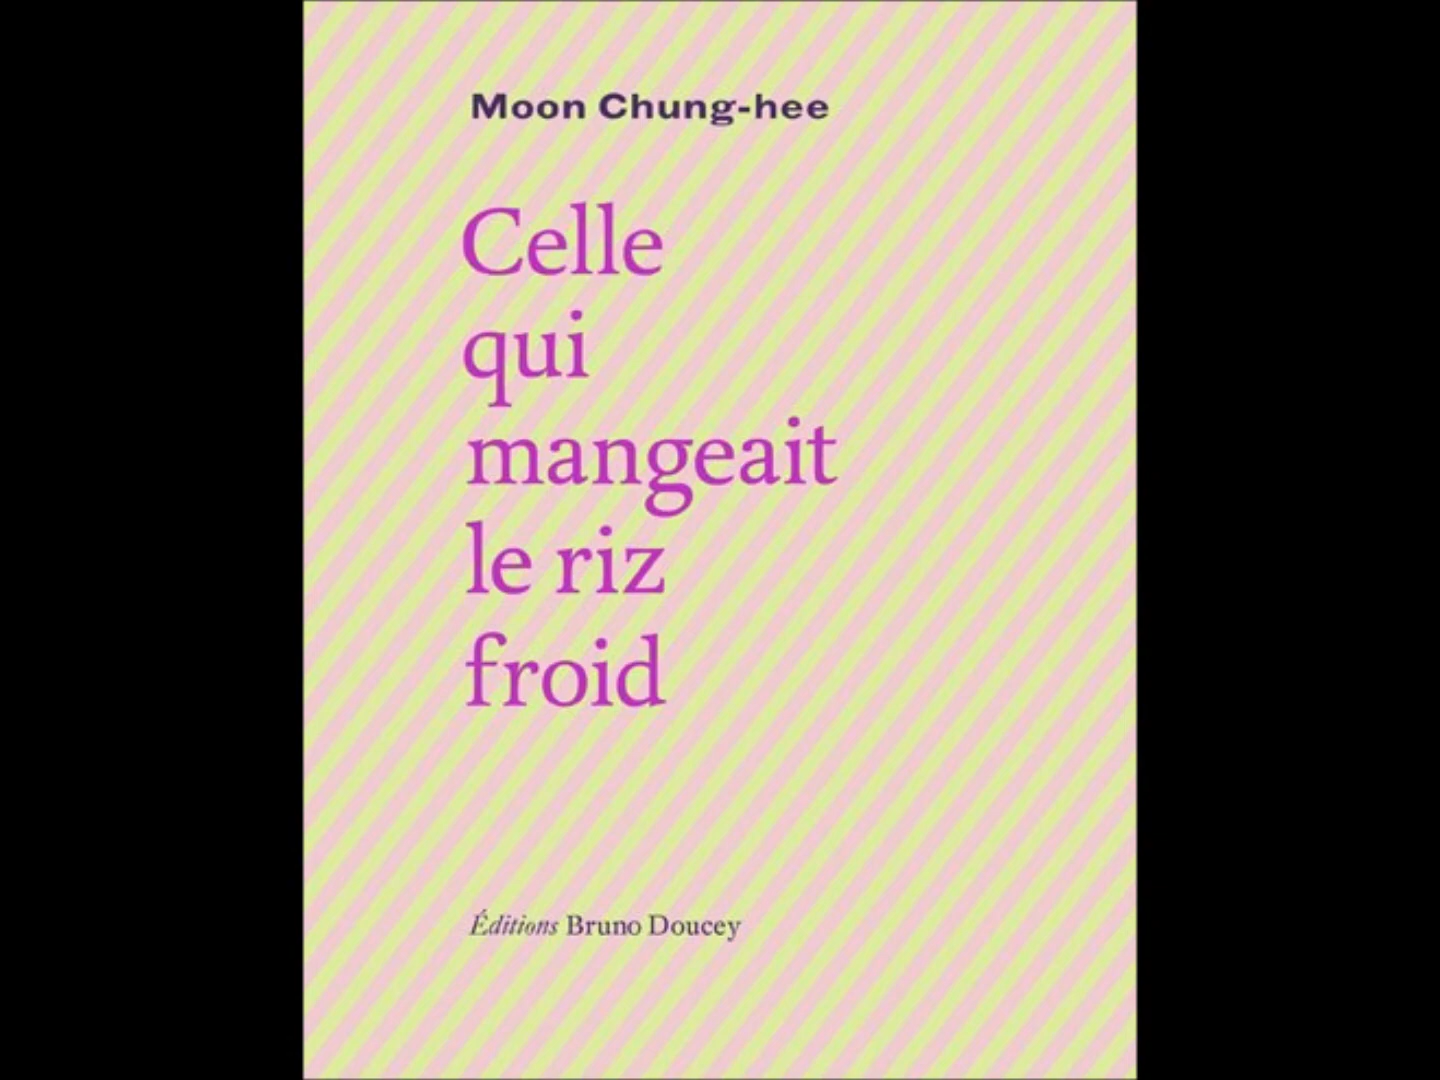 Moon Chung-hee
Celle
qui
mangeait
le riz
froid
Éditions Bruno Doucey